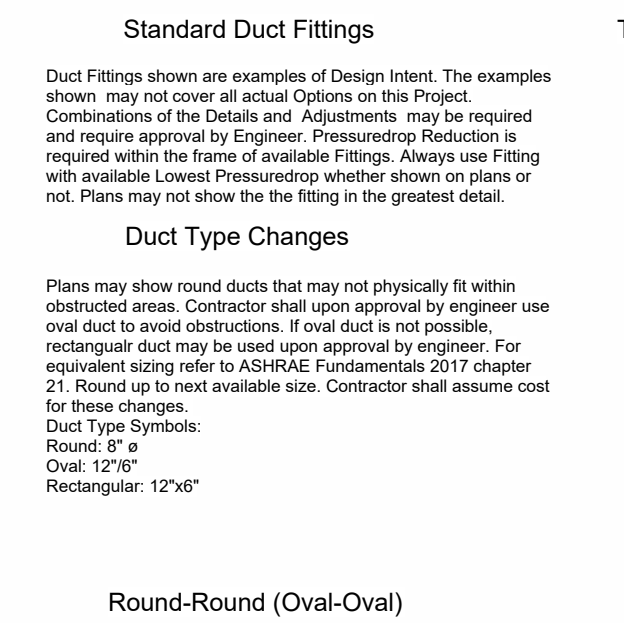 Standard Duct Fittings
Duct Fittings shown are examples of Design Intent. The examples
shown  may not cover all actual Options on this Project.
Combinations of the Details and  Adjustments  may be required
and require approval by Engineer. Pressuredrop Reduction is
required within the frame of available Fittings. Always use Fitting
with available Lowest Pressuredrop whether shown on plans or
not. Plans may not show the the fitting in the greatest detail.
Duct Type Changes
Plans may show round ducts that may not physically fit within
obstructed areas. Contractor shall upon approval by engineer use
oval duct to avoid obstructions. If oval duct is not possible,
rectangualr duct may be used upon approval by engineer. For
equivalent sizing refer to ASHRAE Fundamentals 2017 chapter
21. Round up to next available size. Contractor shall assume cost
for these changes.
Duct Type Symbols:
Round: 8" ø
Oval: 12"/6"
Rectangular: 12"x6"
Round-Round (Oval-Oval)